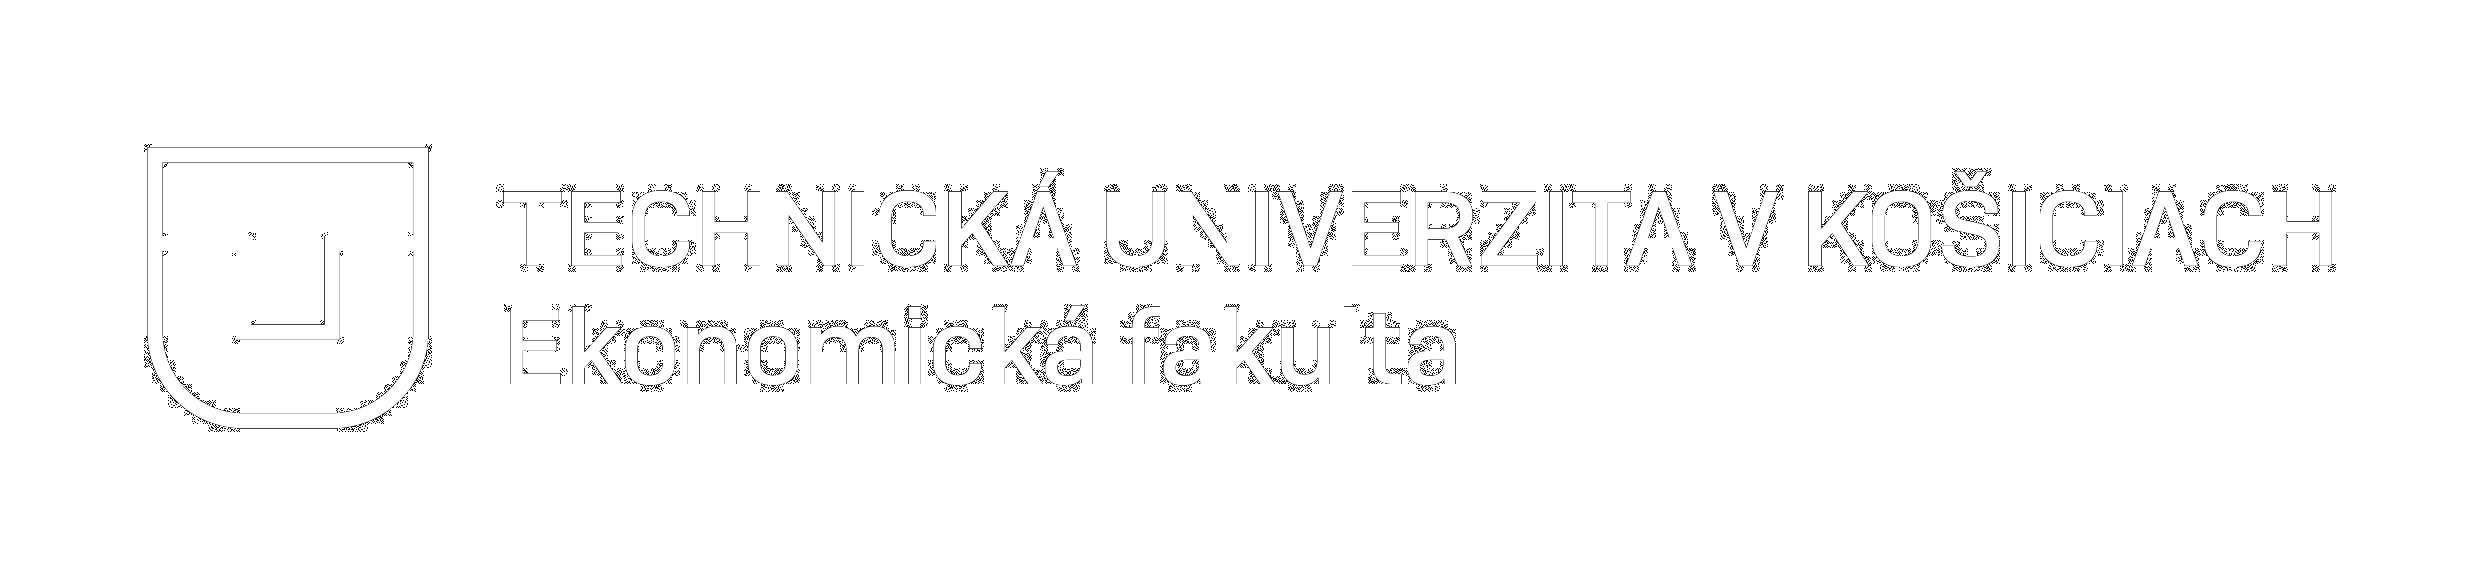 TECHNICKÁ UNIVERZITA V KOŠICIACH
Ekonomická fakulta